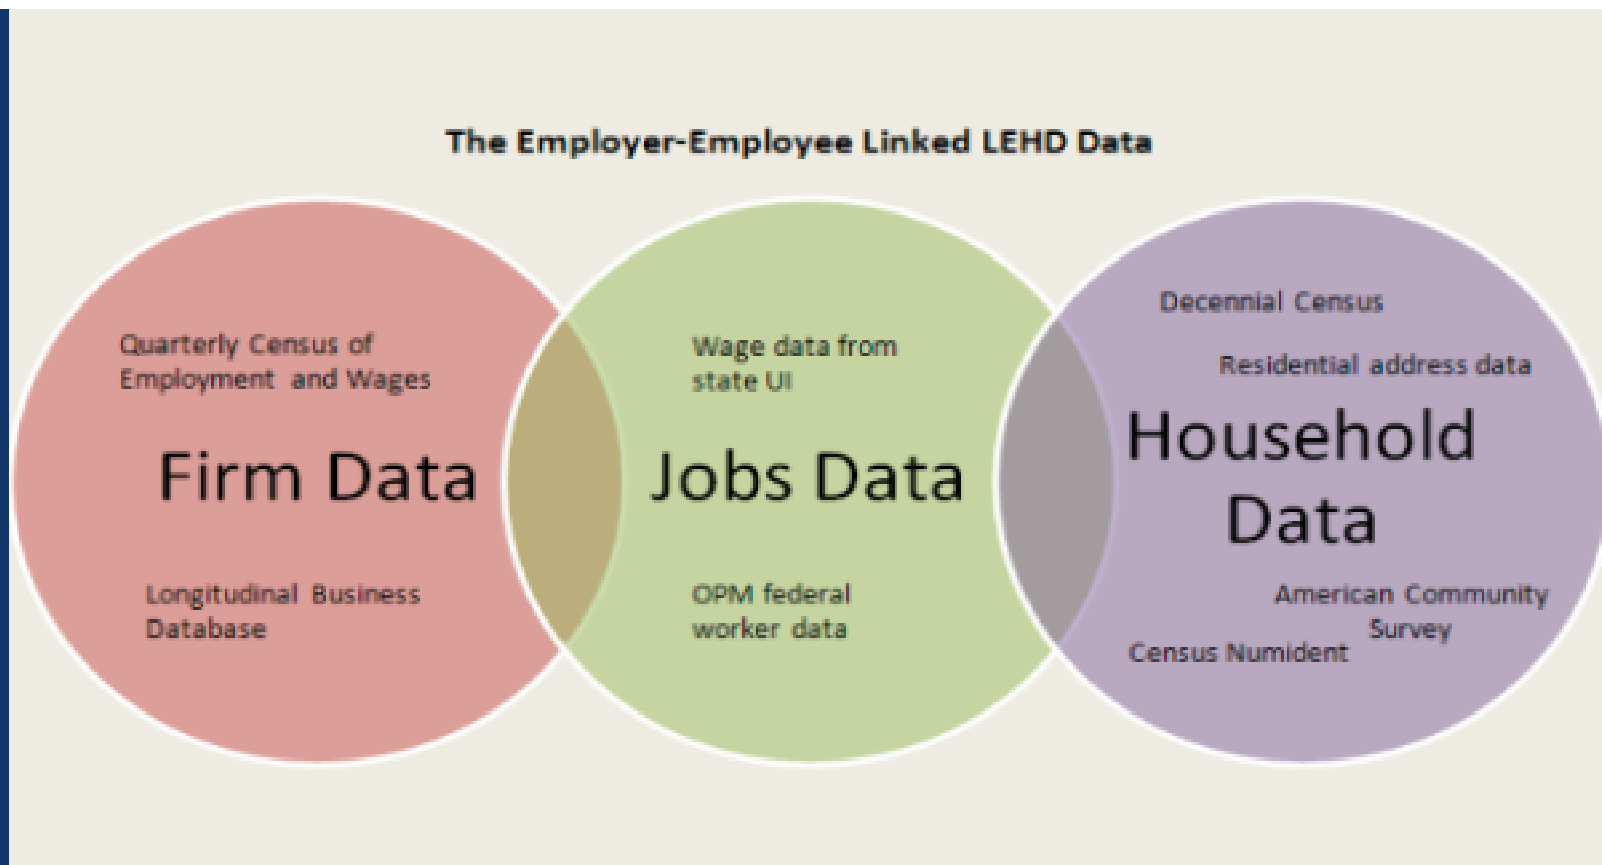 The Employer-Employee Linked LEHD Data
Quarterly Census of
Employment and Wages
Firm Data
Longitudinal Business
Database
Wage data from
state UI
Jobs Data
OPM federal
worker data
Decennial Census
Residential address data
Household
Data
American Community
Survey
Census Numident